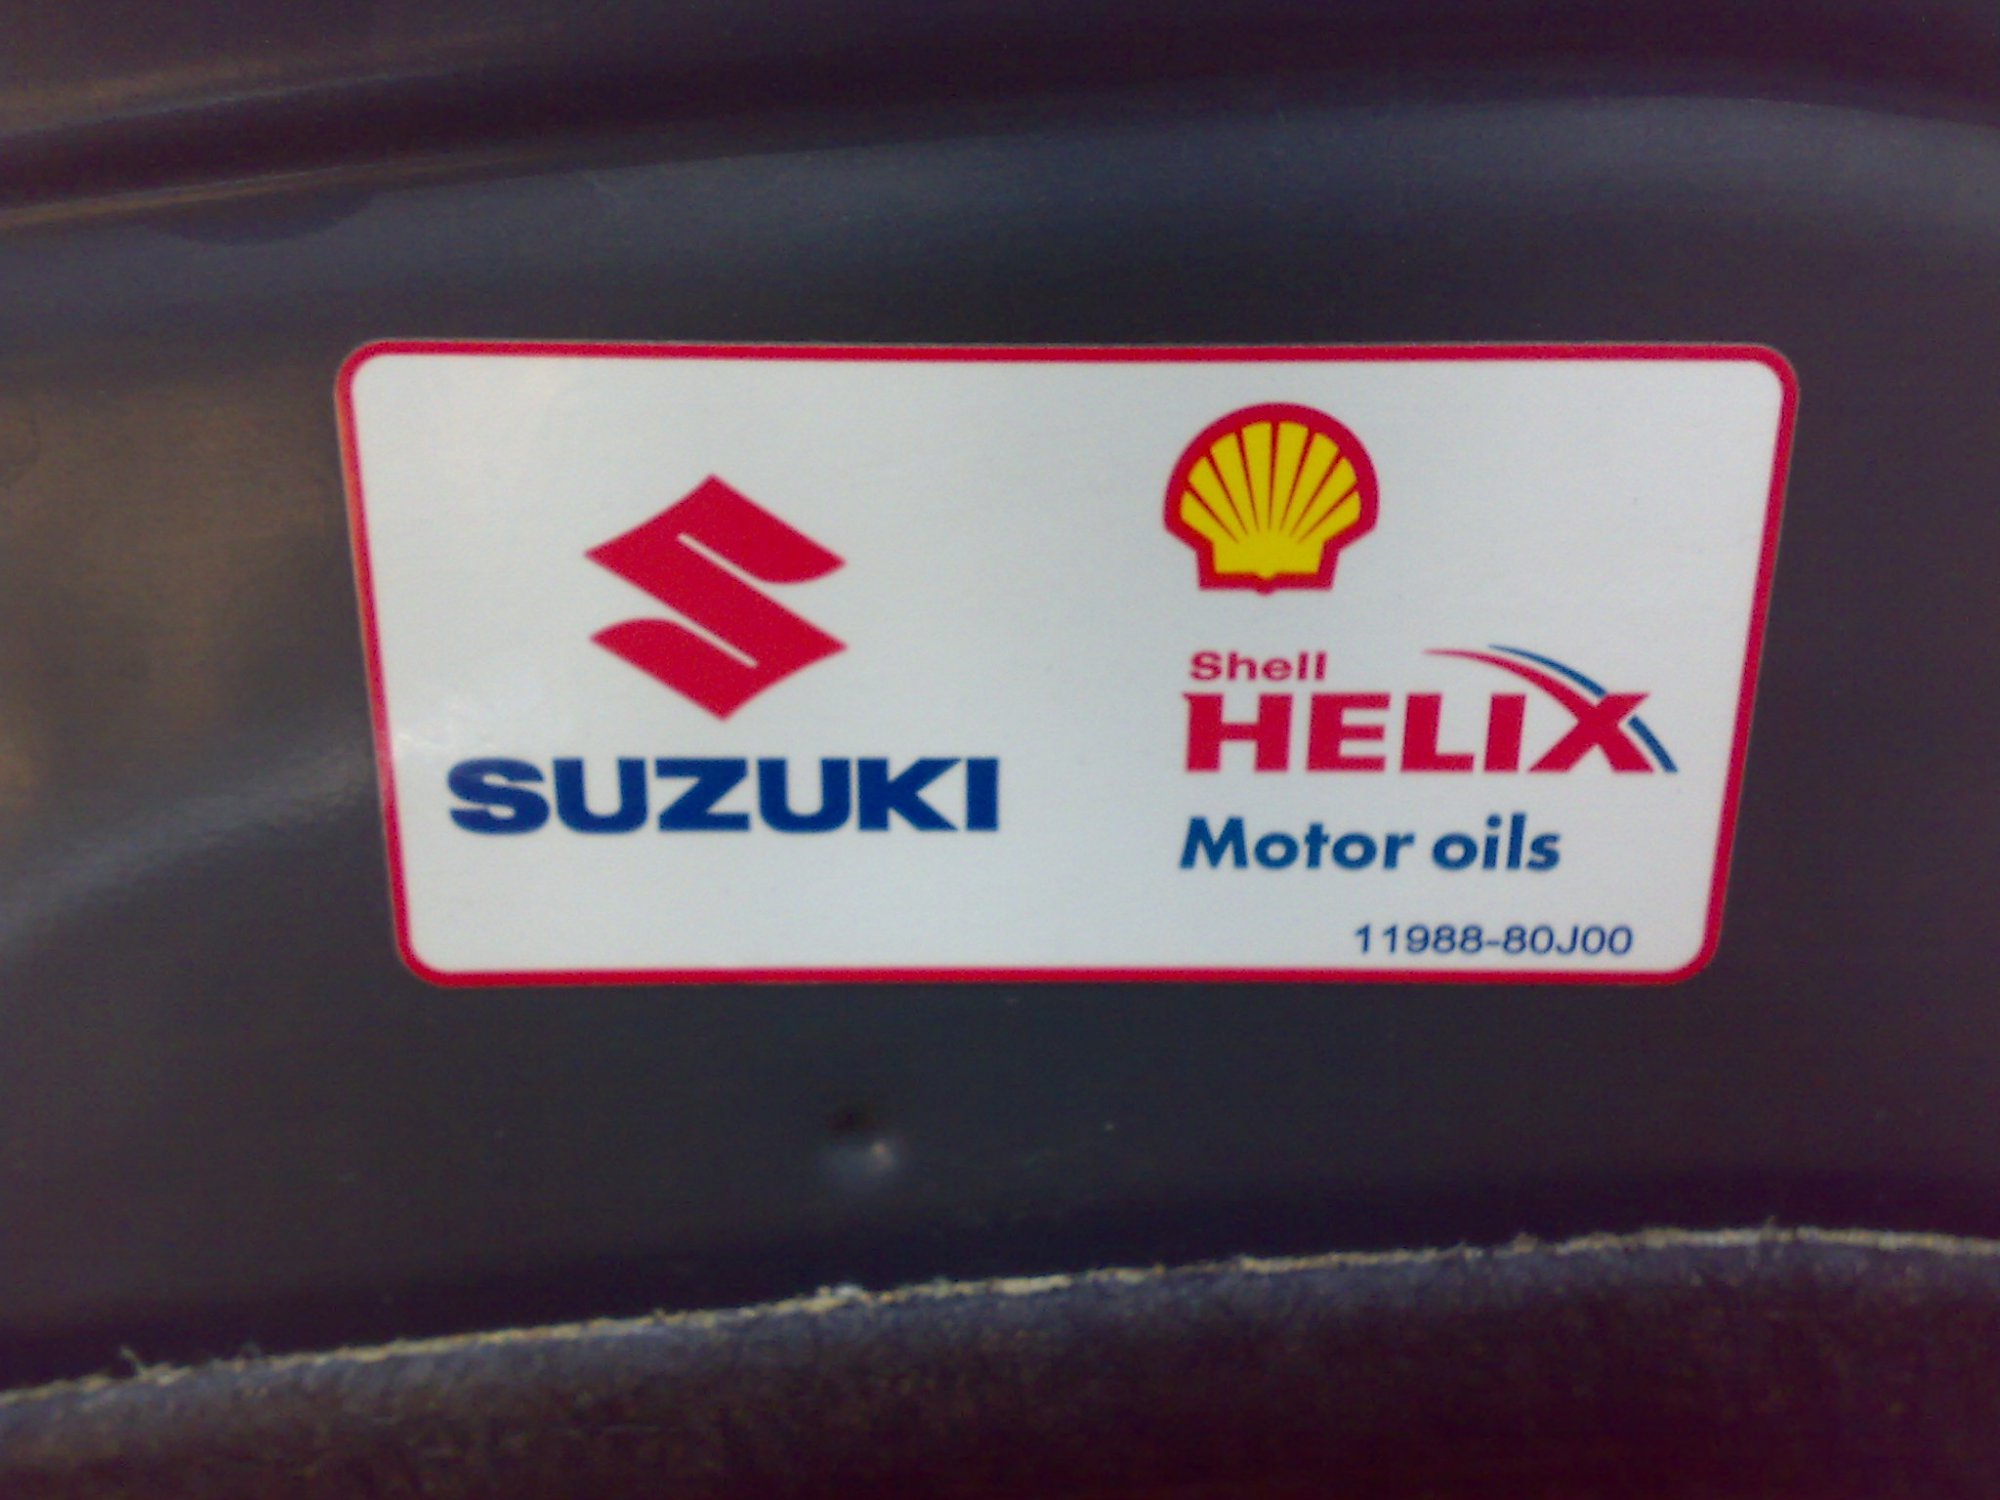 SUZUKI
Shell
HELIX
Motor oils
11988-80J00